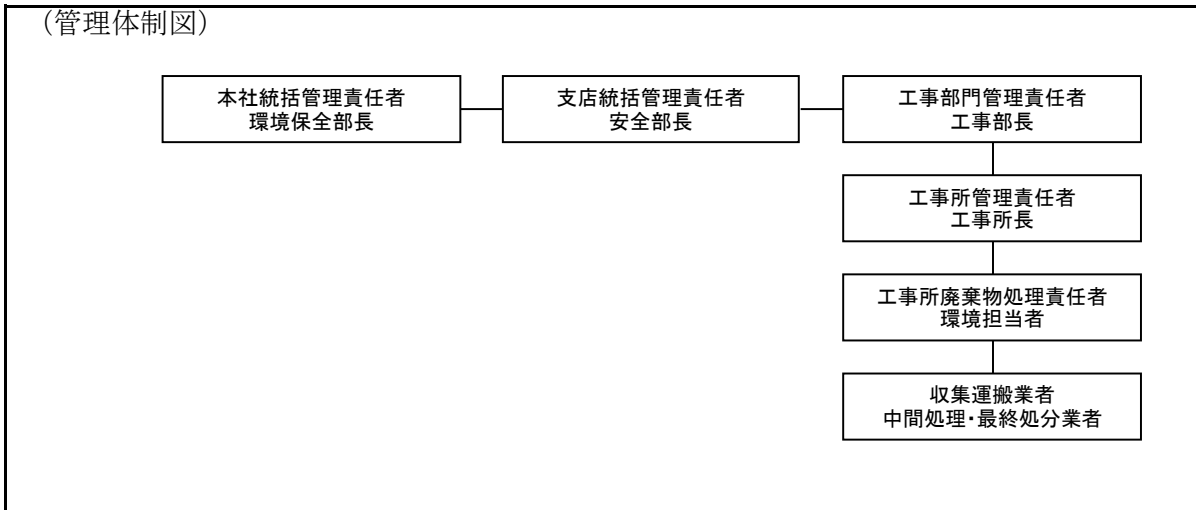 （管理体制図）
本社統括管理責任者
環境保全部長
支店統括管理責任者
安全部長
工事部門管理責任者
工事部長
工事所管理責任者
工事所長
工事所廃棄物処理責任者
環境担当者
収集運搬業者
中間処理・最終処分業者